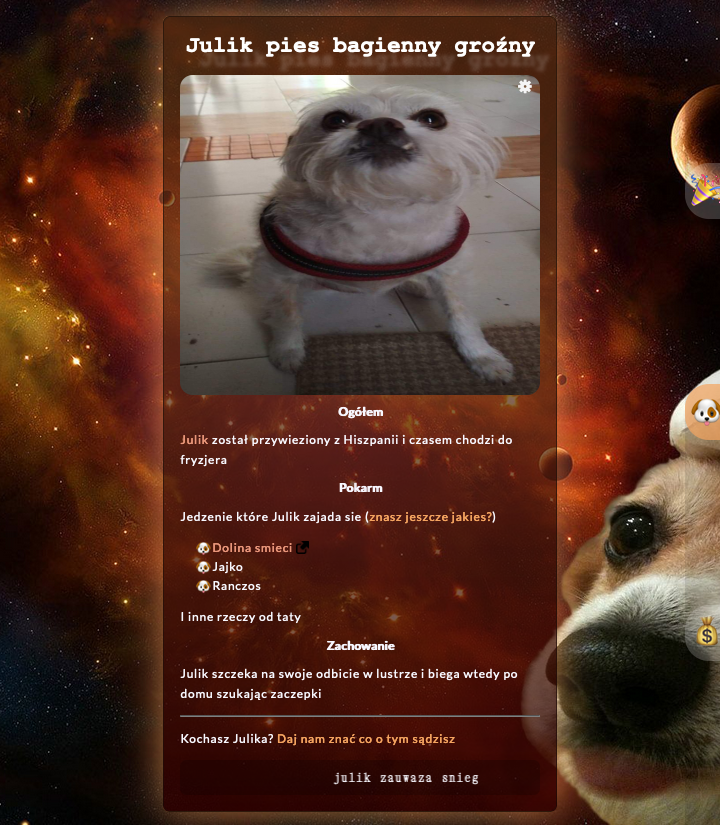 Julik pies bagienny groźny
Ogółem
Julik został przywieziony z Hiszpanii i czasem chodzi do
fryzjera
Pokarm
Jedzenie które Julik zajada sie (znasz jeszcze jakies?)
Dolina smieci
Jajko
Ranczos
I inne rzeczy od taty
Zachowanie
Julik szczeka na swoje odbicie w lustrze i biega wtedy po
domu szukając zaczepki
Kochasz Julika? Daj nam znać co o tym sądzisz
julik zauwaza snieg